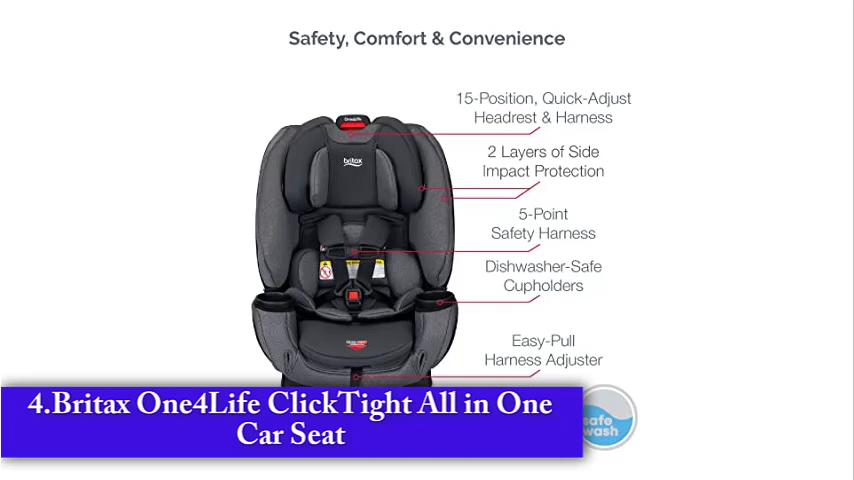 Safety, Comfort & Convenience
15-Position, Quick-Adjust
Headrest & Harness
One4Life
britax
2 Layers of Side
Impact Protection
5-Point
Safety Harness
Dishwasher-Safe
Cupholders
Easy-Pull
Harness Adjuster
4.Britax One4Life ClickTight All in One
Car Seat
safe
wash